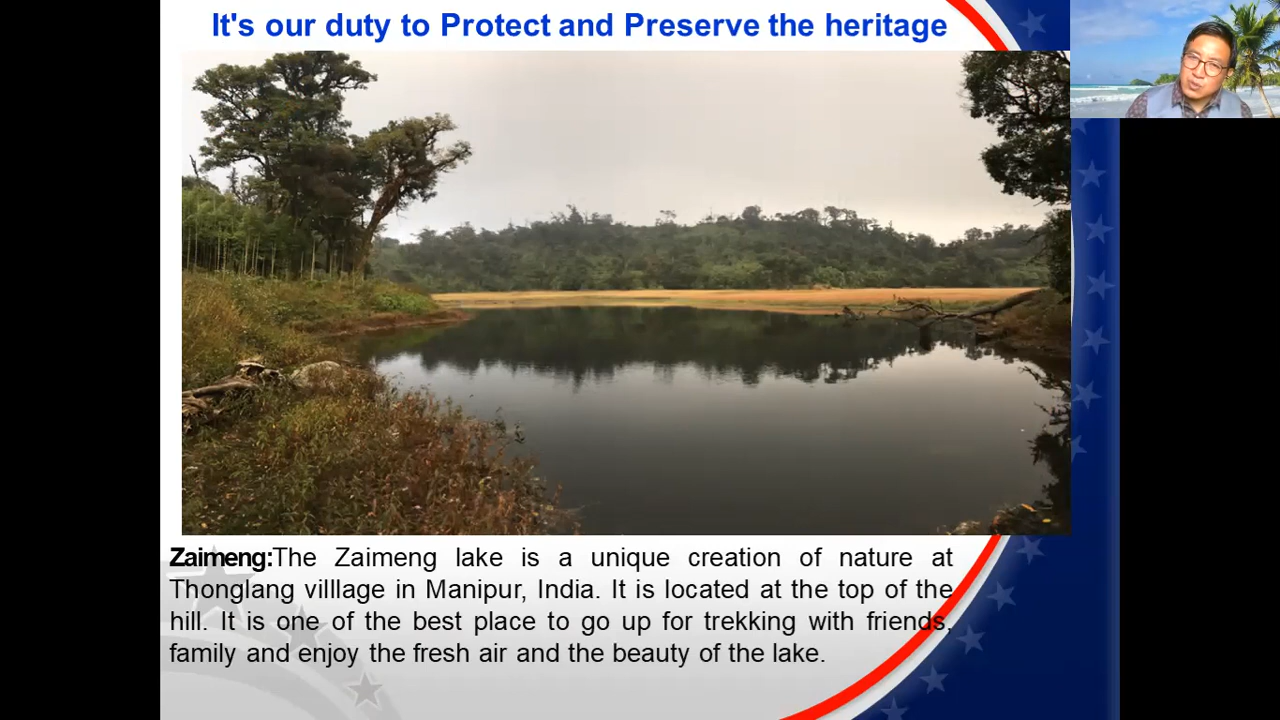 It's our duty to Protect and Preserve the heritage
Zaimeng:The Zaimeng lake is a unique creation of nature at
Thonglang villlage in Manipur, India. It is located at the top of the
hill. It is one of the best place to go up for trekking with friends,
family and enjoy the fresh air and the beauty of the lake.